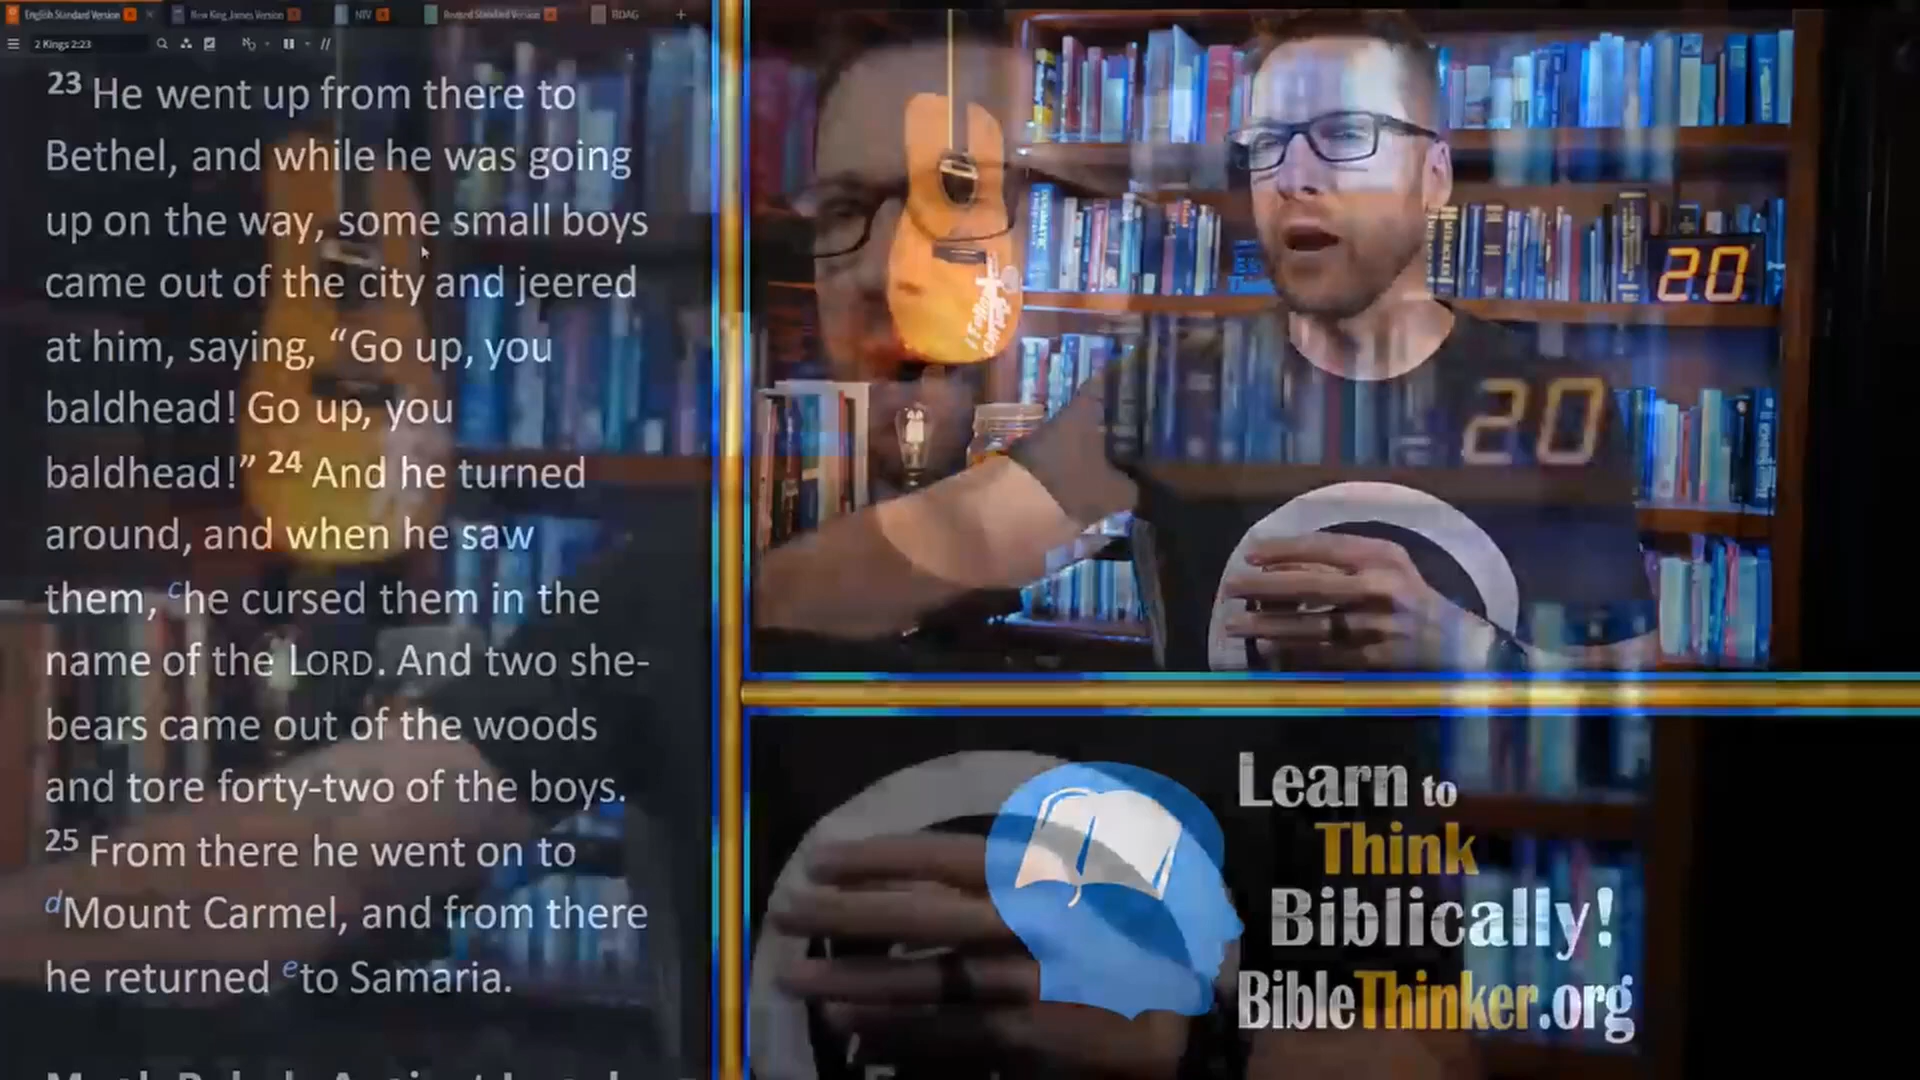 English Standard Version
New King James Version
NIV
Revised Standard Version
BDAG
2 Kings 2:23
23 He went up from there to
Bethel, and while he was going
up on the way, some small boys
came out of the city and jeered
at him, saying, “Go up, you
baldhead! Go up, you
baldhead!” 24 And he turned
around, and when he saw
them, che cursed them in the
name of the LORD. And two she-
bears came out of the woods
and tore forty-two of the boys.
25 From there he went on to
dMount Carmel, and from there
he returned eto Samaria.
20
20
Learn to
Think
Biblically!
BibleThinker.org